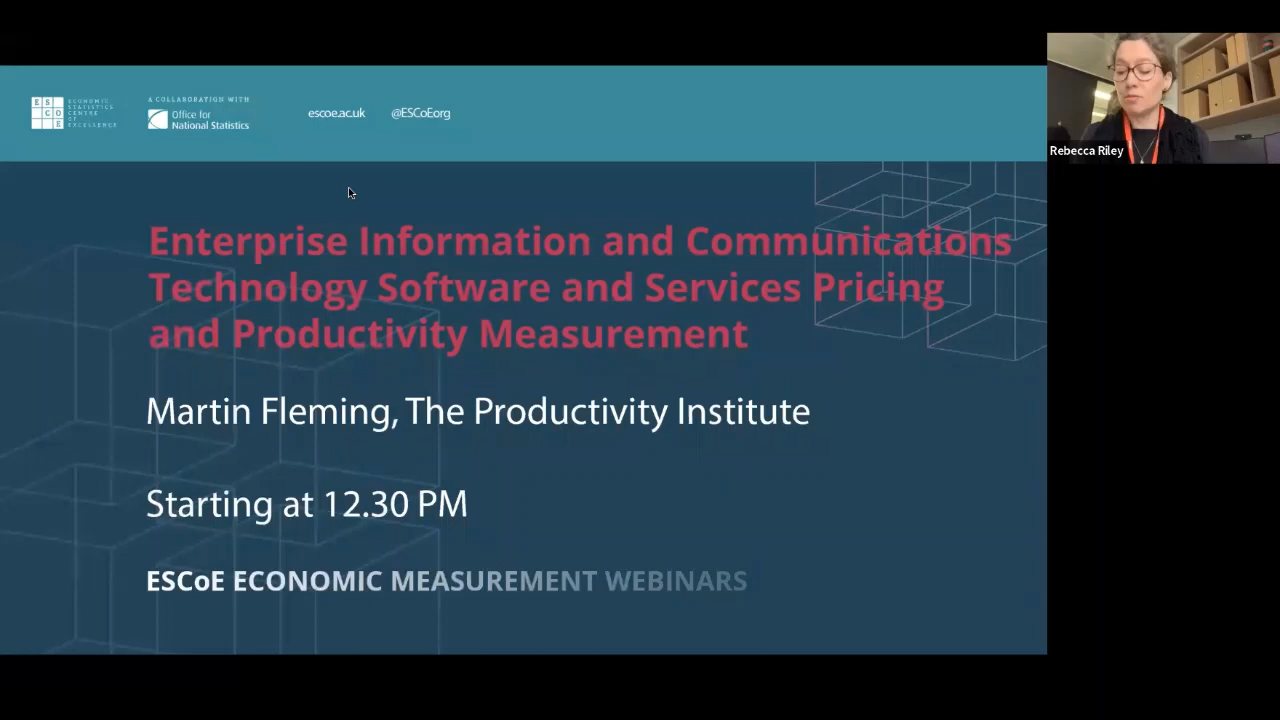 ESCOE
ECONOMIC
STATISTICS
CENTRE
OF
EXCELLENCE
A COLLABORATION WITH
Office for
National Statistics
escoe.ac.uk
@ESCoEorg
Rebecca Riley
Enterprise Information and Communications
Technology Software and Services Pricing
and Productivity Measurement
Martin Fleming, The Productivity Institute
Starting at 12.30 PM
ESCoE ECONOMIC MEASUREMENT WEBINARS